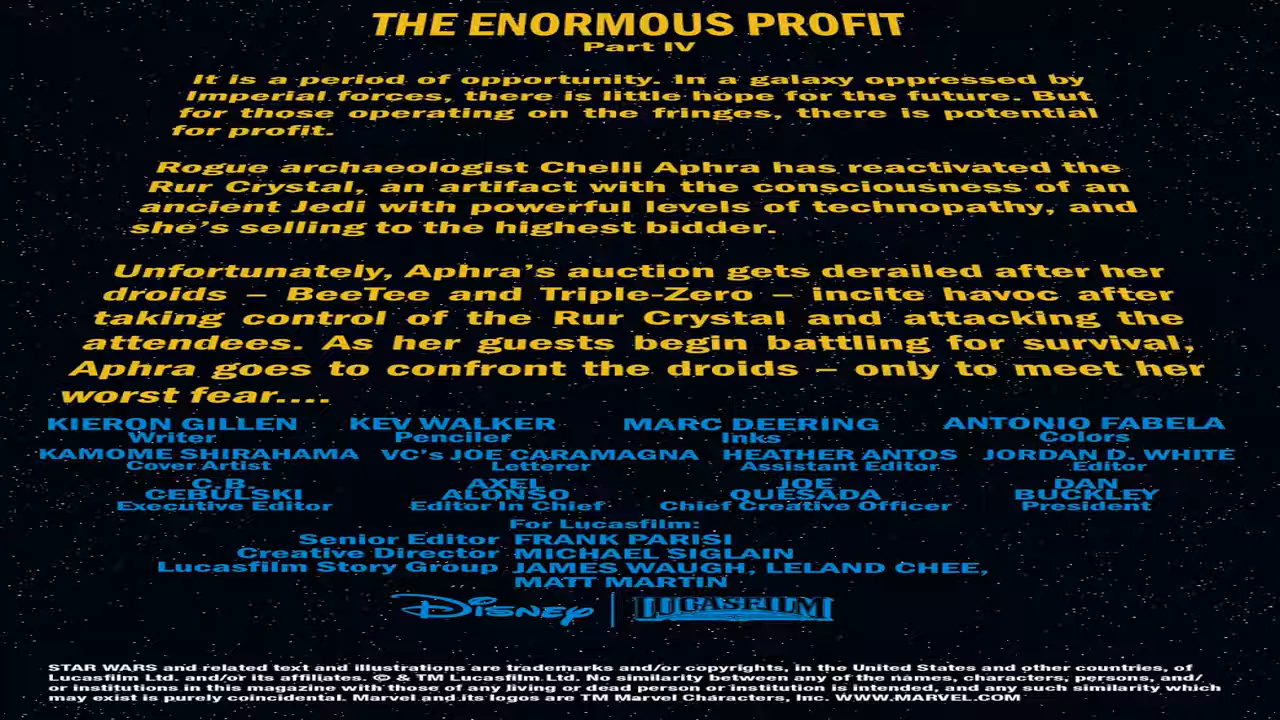 THE ENORMOUS PROFIT
Part IV
It is a period of opportunity. In a galaxy oppressed by
Imperial forces, there is little hope for the future. But
for those operating on the fringes, there is potential
for profit.
Rogue archaeologist Chelli Aphra has reactivated the
Rur Crystal, an artifact with the consciousness of an
ancient Jedi with powerful levels of technopathy, and
she's selling to the highest bidder.
Unfortunately, Aphra's auction gets derailed after her
droids – BeeTee and Triple-Zero – incite havoc after
taking control of the Rur Crystal and attacking the
attendees. As her guests begin battling for survival,
Aphra goes to confront the droids – only to meet her
worst fear....
KIERON GILLEN KEV WALKER MARC DEERING ANTONIO FABELA
Writer Penciler Inks Colors
KAMOME SHIRAHAMA VC's JOE CARAMAGNA HEATHER ANTOS JORDAN D. WHITE
Cover Artist Letterer Assistant Editor Editor
C.B. AXEL JOE DAN
CEBULSKI ALONSO QUESADA BUCKLEY
Executive Editor Editor In Chief Chief Creative Officer President
For Lucasfilm:
Senior Editor FRANK PARISI
Creative Director MICHAEL SIGLAIN
Lucasfilm Story Group JAMES WAUGH, LELAND CHEE,
MATT MARTIN
Disney | LUCASFILM
STAR WARS and related text and illustrations are trademarks and/or copyrights, in the United States and other countries, of
Lucasfilm Ltd. and/or its affiliates. © & TM Lucasfilm Ltd. No similarity between any of the names, characters, persons, and/
or institutions in this magazine with those of any living or dead person or institution is intended, and any such similarity which
may exist is purely coincidental. Marvel and its logos are TM Marvel Characters, Inc. WWW.MARVEL.COM